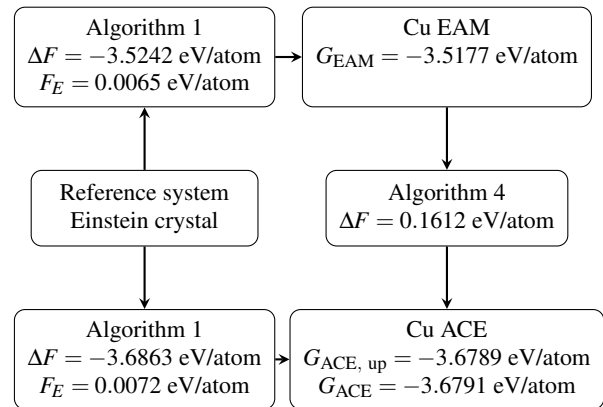 Algorithm 1
ΔF = −3.5242 eV/atom
F_E = 0.0065 eV/atom
Cu EAM
G_EAM = −3.5177 eV/atom
Reference system
Einstein crystal
Algorithm 4
ΔF = 0.1612 eV/atom
Algorithm 1
ΔF = −3.6863 eV/atom
F_E = 0.0072 eV/atom
Cu ACE
G_ACE, up = −3.6789 eV/atom
G_ACE = −3.6791 eV/atom